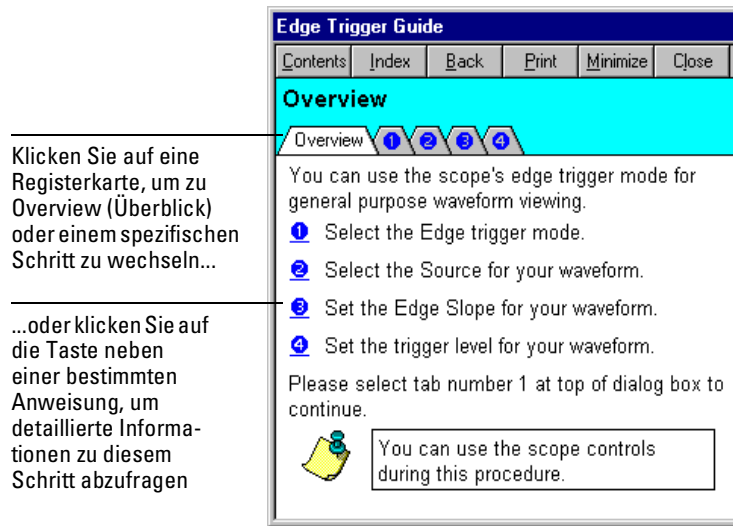 Edge Trigger Guide
Contents Index Back Print Minimize Close
Overview
Overview 1 2 3 4
You can use the scope's edge trigger mode for
general purpose waveform viewing.
1 Select the Edge trigger mode.
2 Select the Source for your waveform.
3 Set the Edge Slope for your waveform.
4 Set the trigger level for your waveform.
Please select tab number 1 at top of dialog box to
continue.
You can use the scope controls
during this procedure.
Klicken Sie auf eine
Registerkarte, um zu
Overview (Überblick)
oder einem spezifischen
Schritt zu wechseln...
...oder klicken Sie auf
die Taste neben
einer bestimmten
Anweisung, um
detaillierte Informa-
tionen zu diesem
Schritt abzufragen